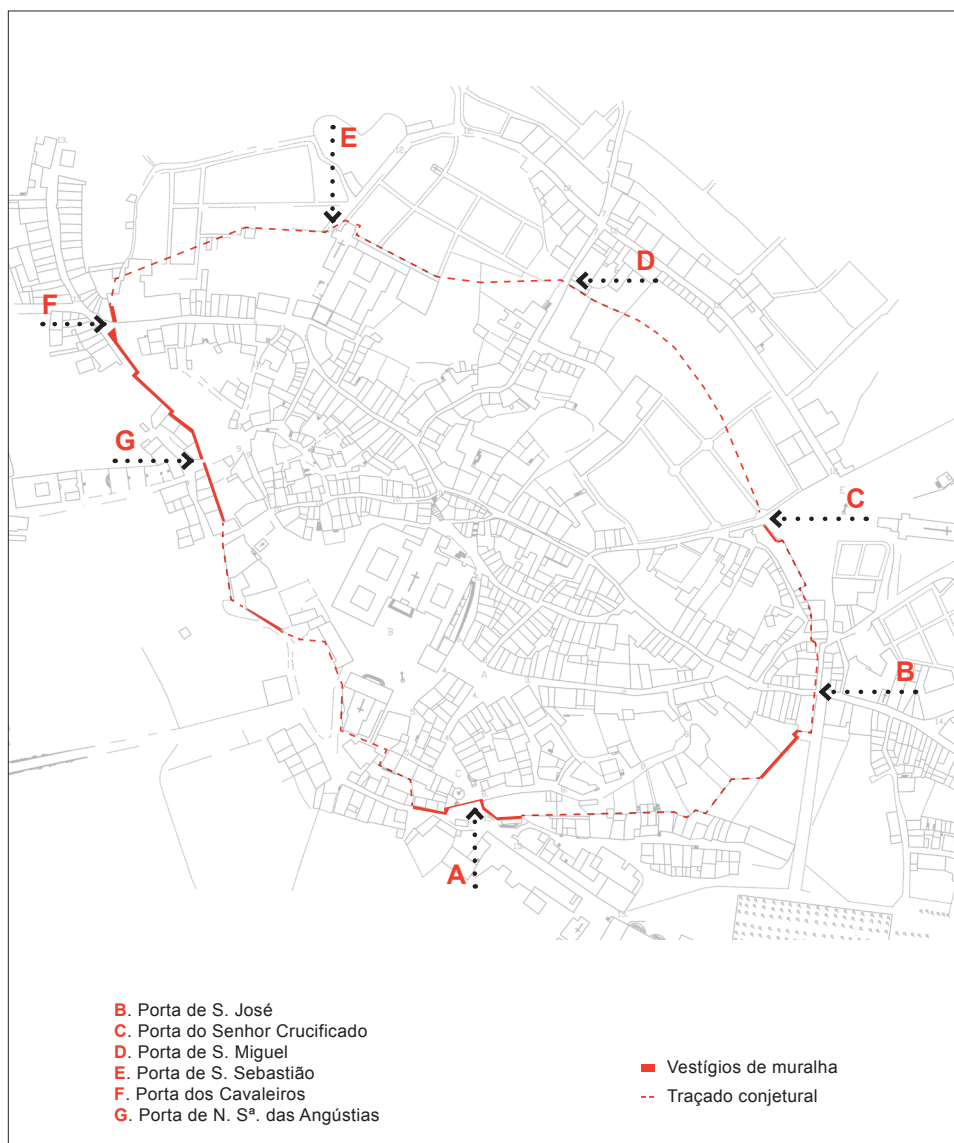 E
D
F
G
C
B
A
B. Porta de S. José
C. Porta do Senhor Crucificado
D. Porta de S. Miguel
E. Porta de S. Sebastião
F. Porta dos Cavaleiros
G. Porta de N. Sª. das Angústias
Vestígios de muralha
Traçado conjetural